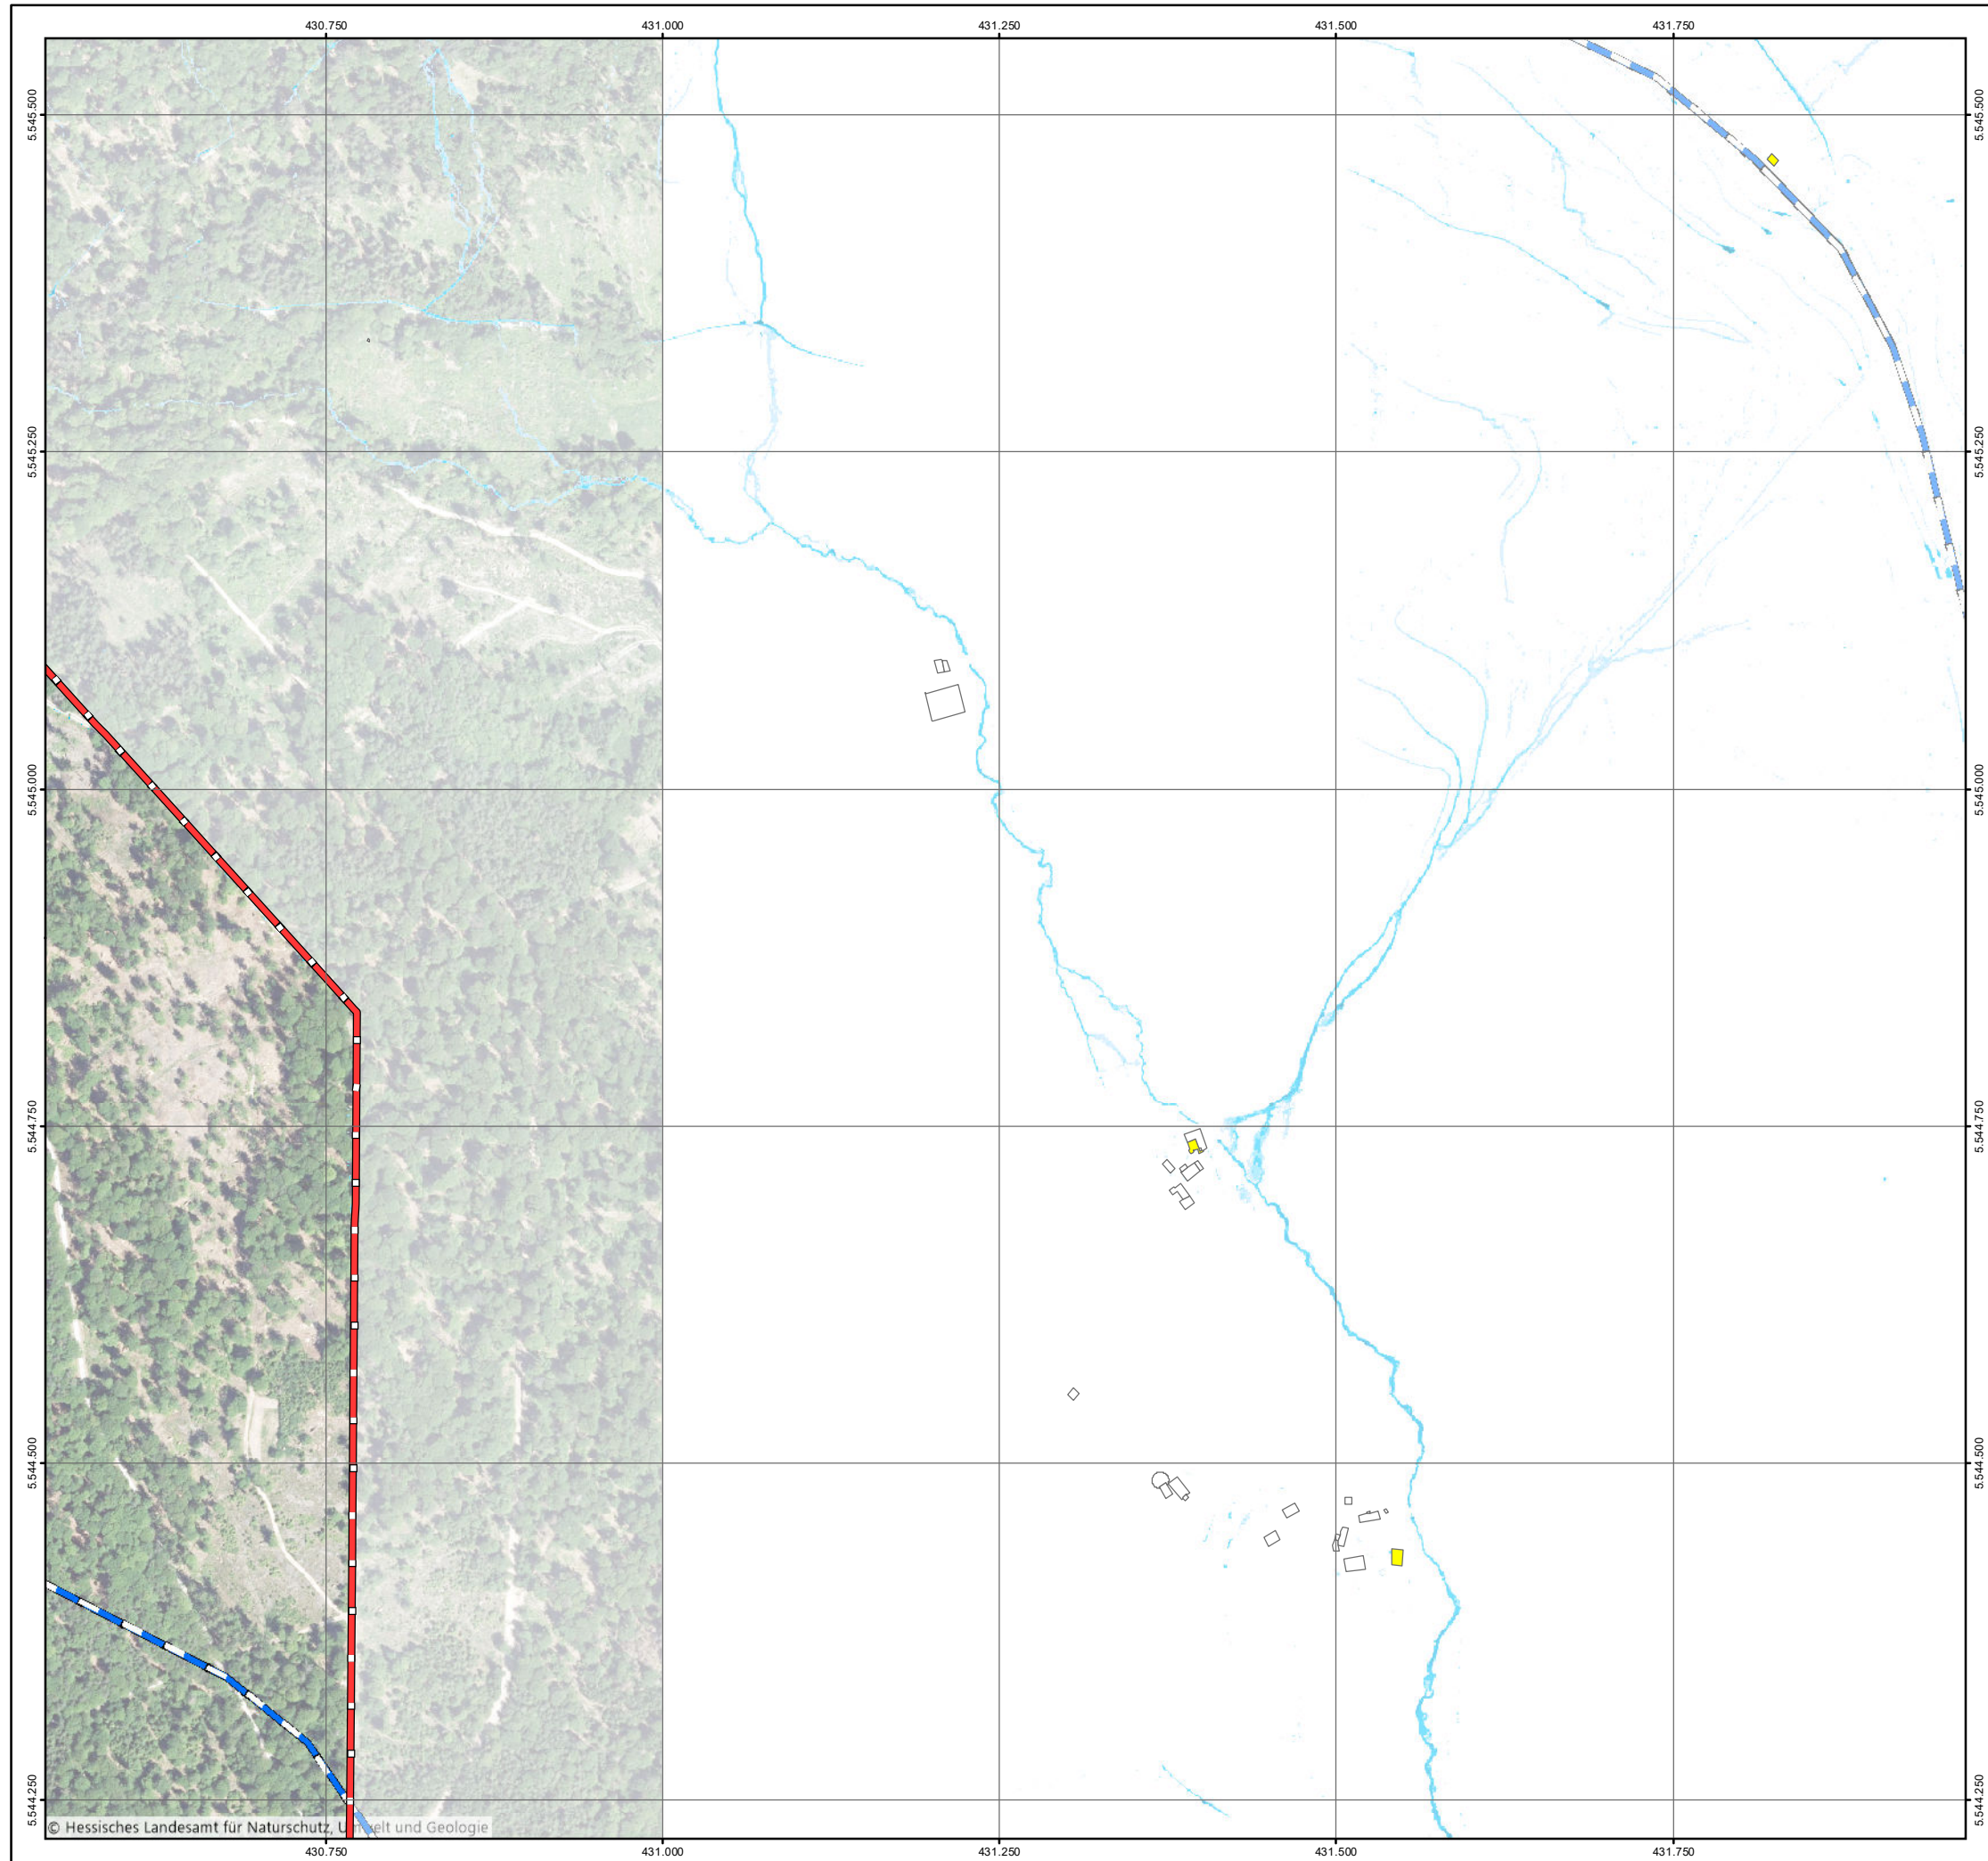 430.750 431.000 431.250 431.500 431.750
5.545.500 5.545.500
5.545.250 5.545.250
5.545.000 5.545.000
5.544.750 5.544.750
5.544.500 5.544.500
5.544.250 5.544.250
© Hessisches Landesamt für Naturschutz, Umwelt und Geologie
430.750 431.000 431.250 431.500 431.750